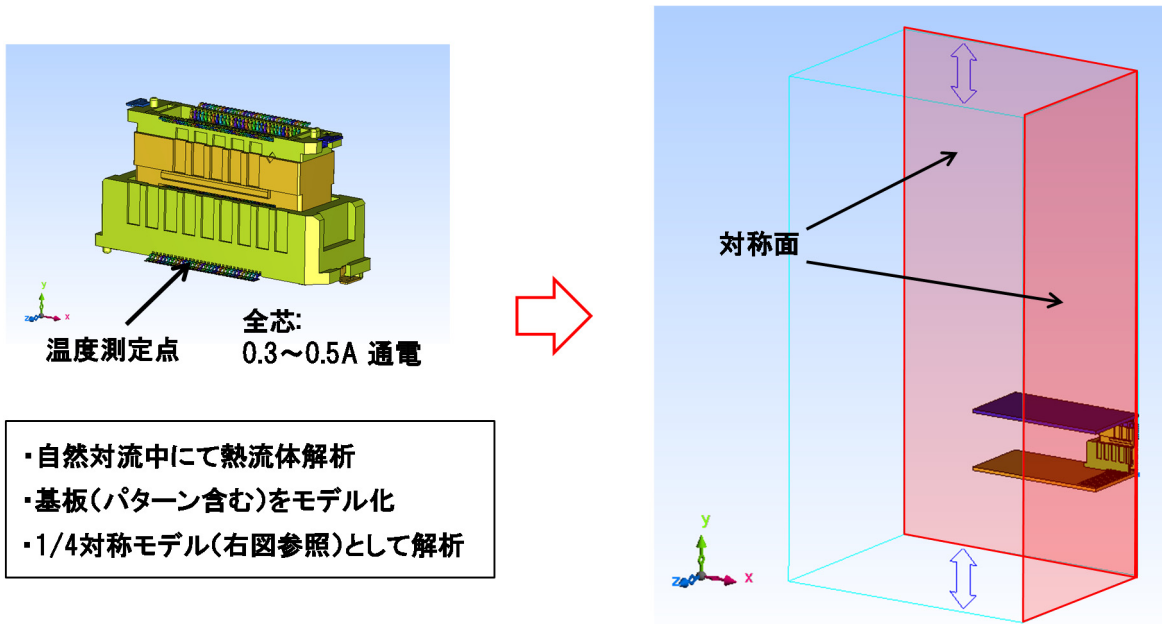 温度測定点
全芯:
0.3～0.5A 通電
・自然対流中にて熱流体解析
・基板(パターン含む)をモデル化
・1/4対称モデル(右図参照)として解析
対称面
y
z
x
y
z
x